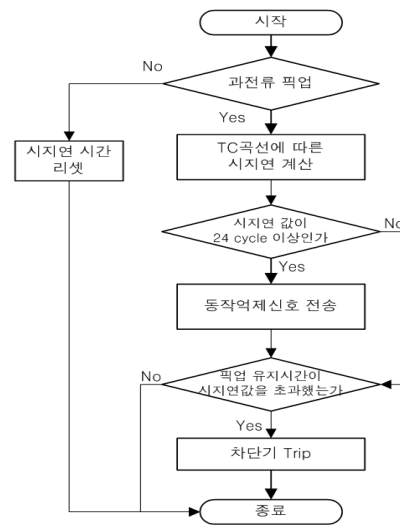 시작
No
과전류 픽업
Yes
시지연 시간
리셋
TC곡선에 따른
시지연 계산
시지연 값이
24 cycle 이상인가
No
Yes
동작억제신호 전송
No
픽업 유지시간이
시지연값을 초과했는가
Yes
차단기 Trip
종료